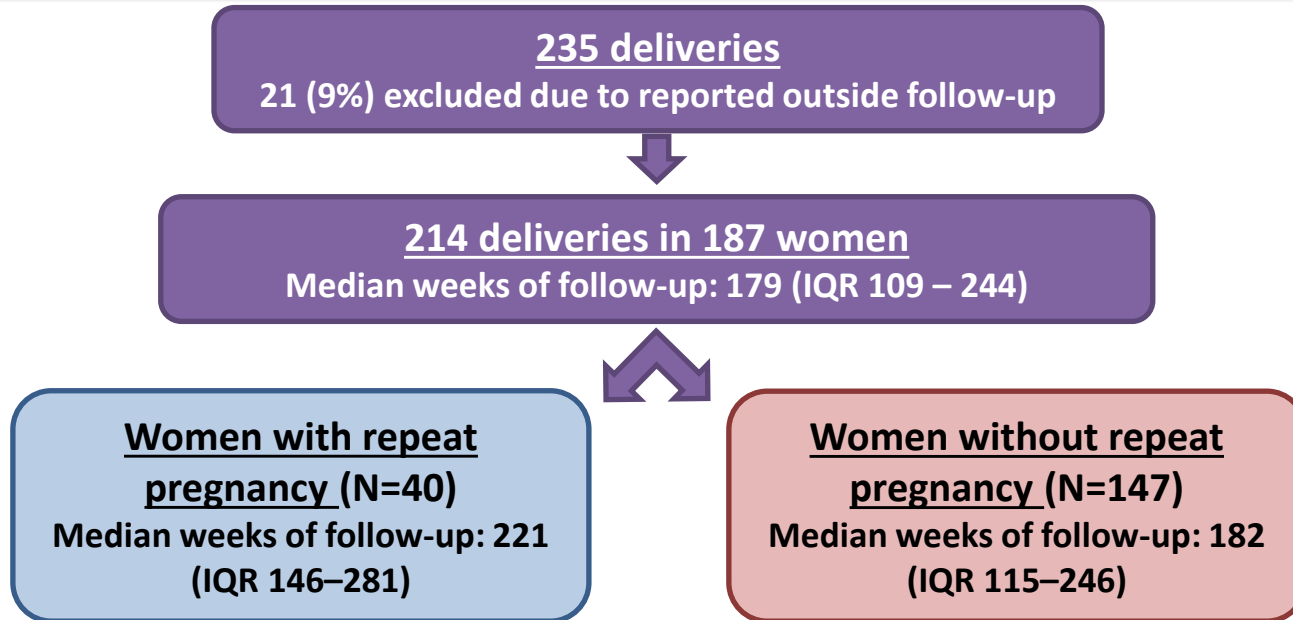 235 deliveries
21 (9%) excluded due to reported outside follow-up
214 deliveries in 187 women
Median weeks of follow-up: 179 (IQR 109 – 244)
Women with repeat
pregnancy (N=40)
Median weeks of follow-up: 221
(IQR 146–281)
Women without repeat
pregnancy (N=147)
Median weeks of follow-up: 182
(IQR 115–246)